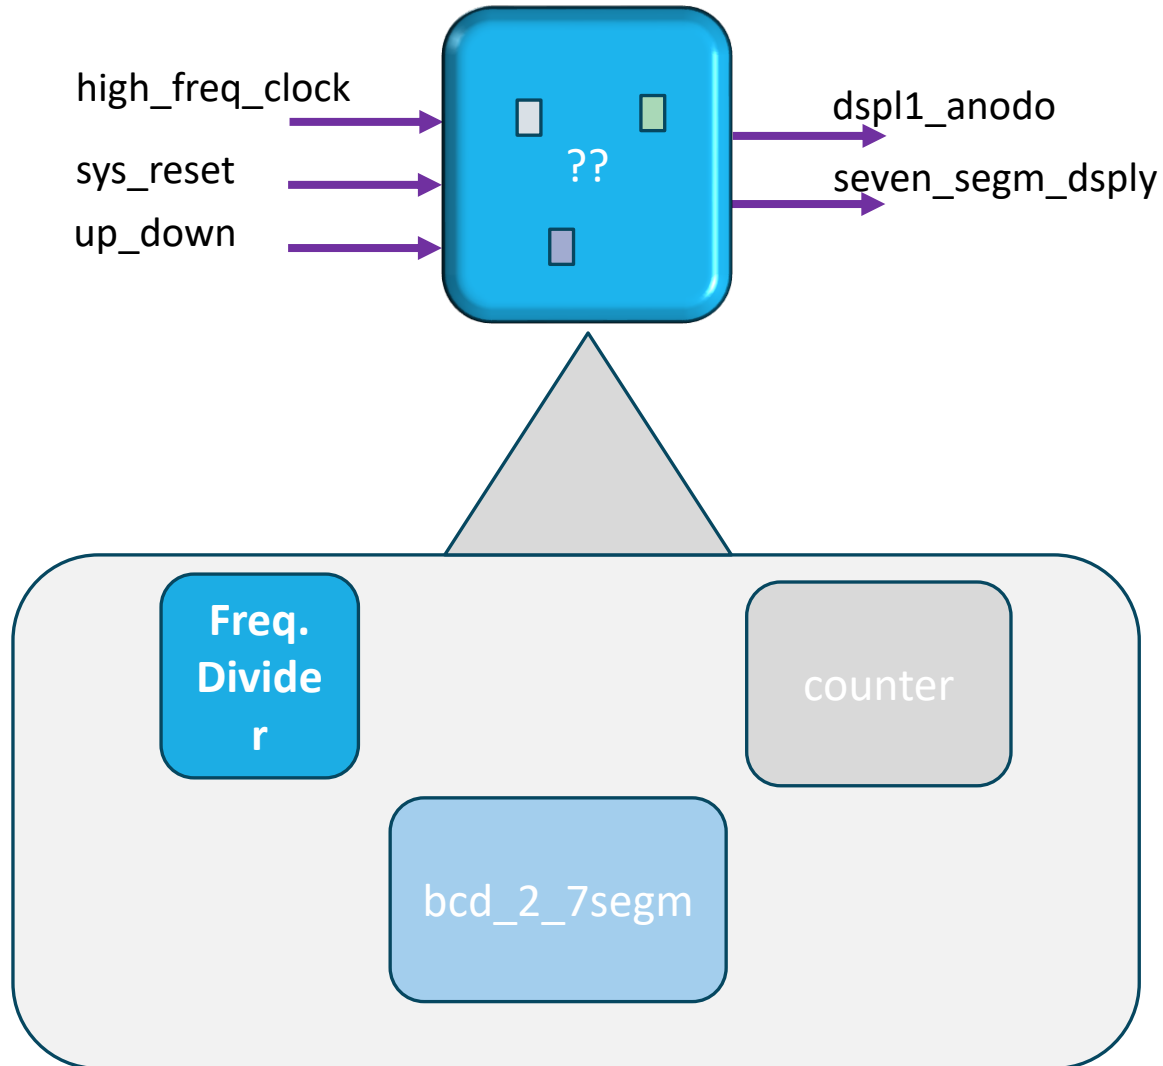 high_freq_clock
dspl1_anodo
??
sys_reset
seven_segm_dsply
up_down
Freq.
Divide
r
counter
bcd_2_7segm